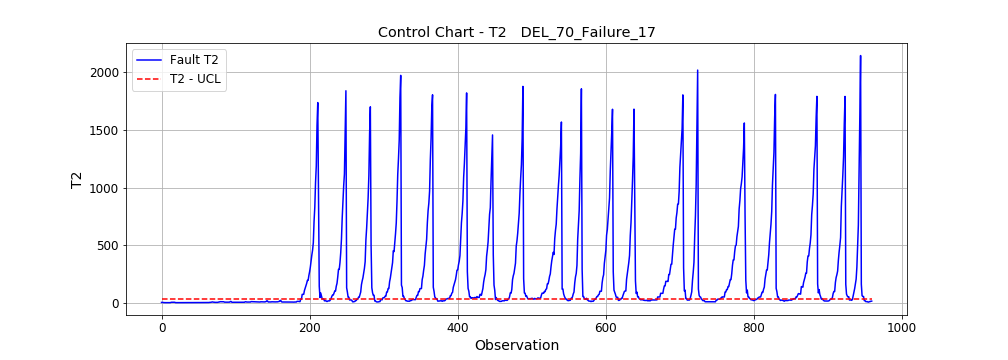 Control Chart - T2   DEL_70_Failure_17
Fault T2
T2 - UCL
2000
1500
1000
500
0
T2
0 200 400 600 800 1000
Observation